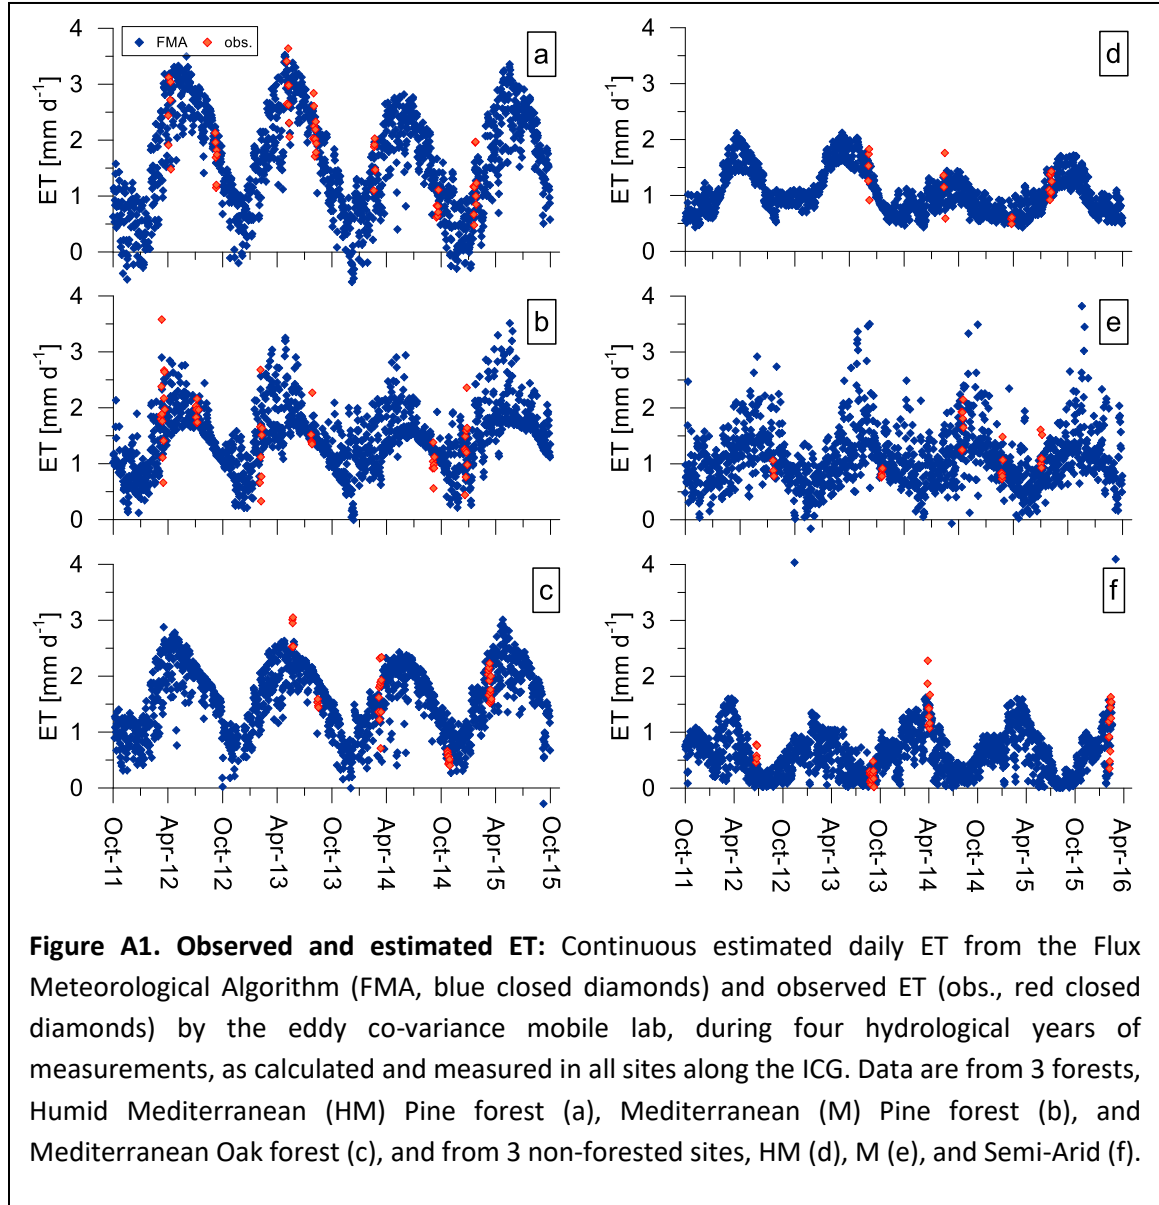 FMA obs.
a
4
3
2
1
0
ET [mm d-1]
d
4
3
2
1
0
ET [mm d-1]
b
4
3
2
1
0
ET [mm d-1]
e
4
3
2
1
0
ET [mm d-1]
c
4
3
2
1
0
ET [mm d-1]
f
4
3
2
1
0
ET [mm d-1]
Oct-11
Apr-12
Oct-12
Apr-13
Oct-13
Apr-14
Oct-14
Apr-15
Oct-15
Oct-11
Apr-12
Oct-12
Apr-13
Oct-13
Apr-14
Oct-14
Apr-15
Oct-15
Apr-16
Figure A1. Observed and estimated ET: Continuous estimated daily ET from the Flux
Meteorological Algorithm (FMA, blue closed diamonds) and observed ET (obs., red closed
diamonds) by the eddy co-variance mobile lab, during four hydrological years of
measurements, as calculated and measured in all sites along the ICG. Data are from 3 forests,
Humid Mediterranean (HM) Pine forest (a), Mediterranean (M) Pine forest (b), and
Mediterranean Oak forest (c), and from 3 non-forested sites, HM (d), M (e), and Semi-Arid (f).